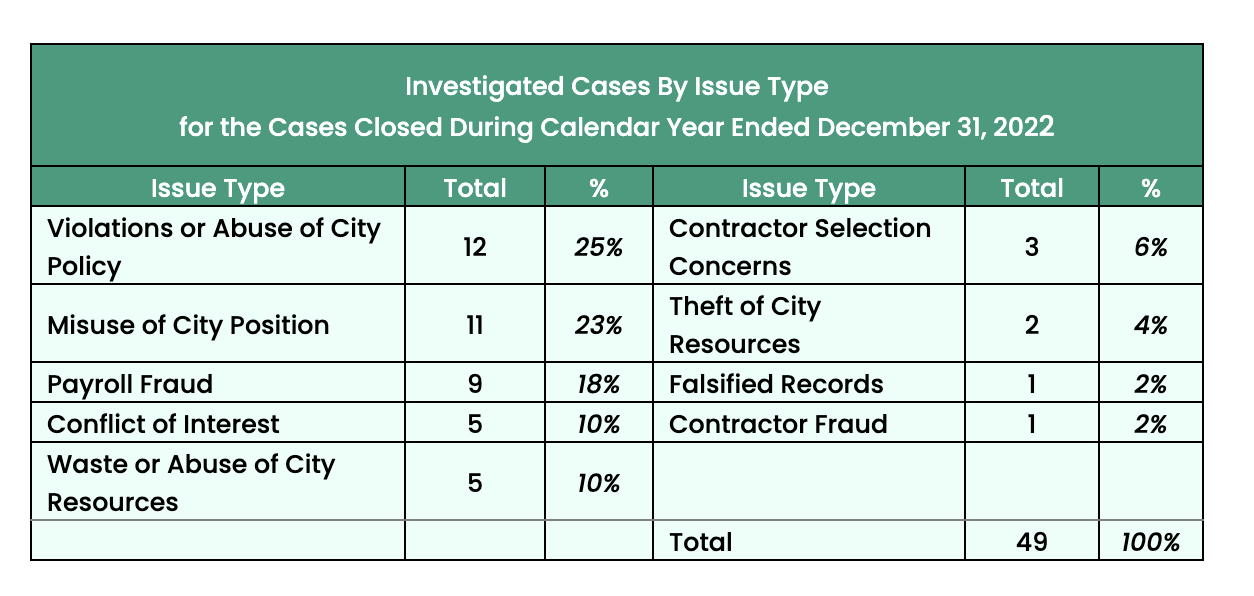 Investigated Cases By Issue Type
for the Cases Closed During Calendar Year Ended December 31, 2022
Issue Type Total % Issue Type Total %
Violations or Abuse of City
Policy 12 25% Contractor Selection
Concerns 3 6%
Misuse of City Position 11 23% Theft of City
Resources 2 4%
Payroll Fraud 9 18% Falsified Records 1 2%
Conflict of Interest 5 10% Contractor Fraud 1 2%
Waste or Abuse of City
Resources 5 10%
Total 49 100%